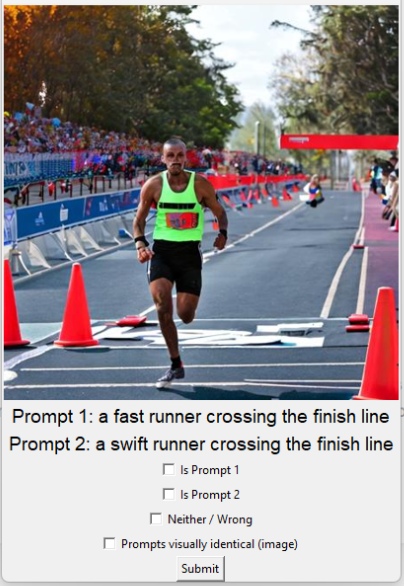 Prompt 1: a fast runner crossing the finish line
Prompt 2: a swift runner crossing the finish line
Is Prompt 1
Is Prompt 2
Neither / Wrong
Prompts visually identical (image)
Submit